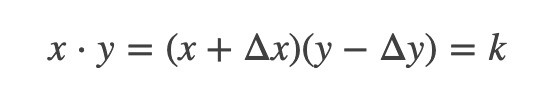 x · y = (x + Δx)(y − Δy) = k